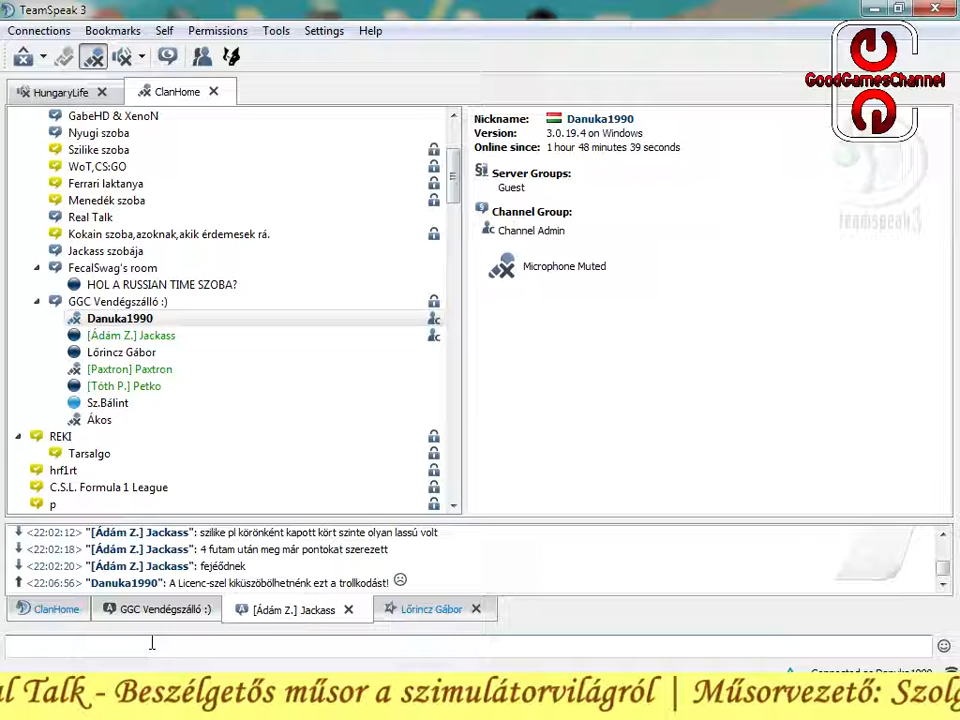 TeamSpeak 3
Connections Bookmarks Self Permissions Tools Settings Help
GoodGamesChannel
HungaryLife ClanHome
GabeHD & XenoN
Nyugi szoba
Szilike szoba
WoT,CS:GO
Ferrari laktanya
Menedék szoba
Real Talk
Kokain szoba,azoknak,akik érdemesek rá.
Jackass szobája
FecalSwag's room
HOL A RUSSIAN TIME SZOBA?
GGC Vendégszálló :)
Danuka1990
[Ádám Z.] Jackass
Lőrincz Gábor
[Paxtron] Paxtron
[Tóth P.] Petko
Sz.Bálint
Ákos
REKI
Tarsalgo
hrf1rt
C.S.L. Formula 1 League
p
Nickname: Danuka1990
Version: 3.0.19.4 on Windows
Online since: 1 hour 48 minutes 39 seconds
Server Groups:
Guest
Channel Group:
Channel Admin
Microphone Muted
teamspeak3
<22:02:12> "[Ádám Z.] Jackass": szilike pl körönként kapott kört szinte olyan lassú volt
<22:02:18> "[Ádám Z.] Jackass": 4 futam után meg már pontokat szerezett
<22:02:20> "[Ádám Z.] Jackass": fejéődnek
<22:06:56> "Danuka1990": A Licenc-szel kiküszöbölhetnénk ezt a trollkodást!
ClanHome GGC Vendégszálló :) [Ádám Z.] Jackass Lőrincz Gábor
Connected as Danuka1990
al Talk - Beszélgetős műsor a szimulátorvilágról | Műsorvezető: Szolg